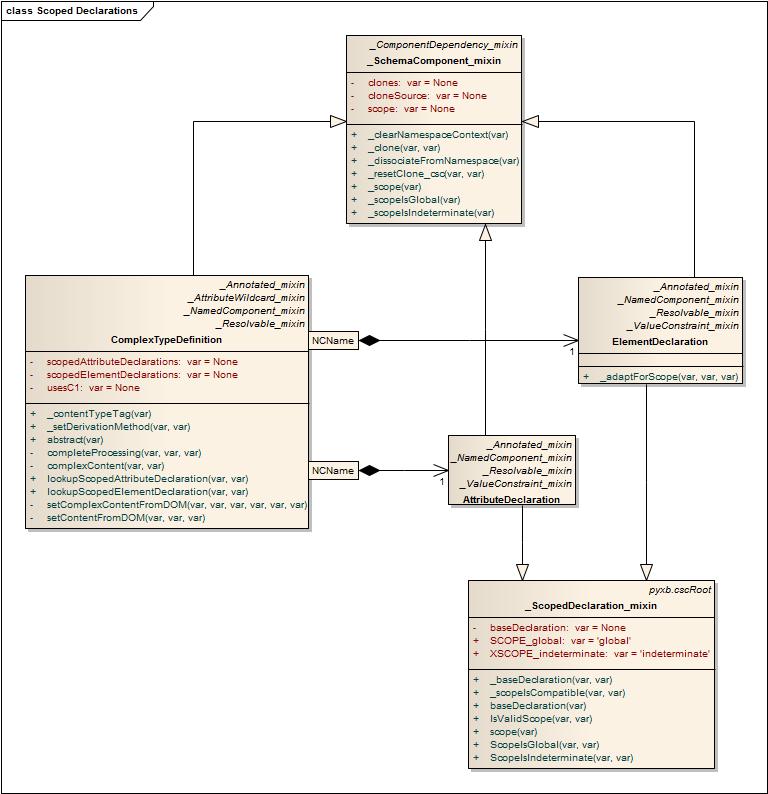 class Scoped Declarations
_ComponentDependency_mixin
_SchemaComponent_mixin
- clones: var = None
- cloneSource: var = None
- scope: var = None
+ _clearNamespaceContext(var)
+ _clone(var, var)
+ _dissociateFromNamespace(var)
+ _resetClone_csc(var, var)
+ _scope(var)
+ _scopeIsGlobal(var)
+ _scopeIsIndeterminate(var)
_Annotated_mixin
_AttributeWildcard_mixin
_NamedComponent_mixin
_Resolvable_mixin
ComplexTypeDefinition
- scopedAttributeDeclarations: var = None
- scopedElementDeclarations: var = None
- usesC1: var = None
+ _contentTypeTag(var)
+ _setDerivationMethod(var, var)
+ abstract(var)
- completeProcessing(var, var, var)
- complexContent(var, var)
+ lookupScopedAttributeDeclaration(var, var)
+ lookupScopedElementDeclaration(var, var)
- setComplexContentFromDOM(var, var, var, var, var, var)
- setContentFromDOM(var, var, var)
NCName
1
NCName
1
_Annotated_mixin
_NamedComponent_mixin
_Resolvable_mixin
_ValueConstraint_mixin
ElementDeclaration
+ _adaptForScope(var, var, var)
_Annotated_mixin
_NamedComponent_mixin
_Resolvable_mixin
_ValueConstraint_mixin
AttributeDeclaration
pyxb.cscRoot
_ScopedDeclaration_mixin
- baseDeclaration: var = None
+ SCOPE_global: var = 'global'
+ XSCOPE_indeterminate: var = 'indeterminate'
+ _baseDeclaration(var, var)
+ _scopeIsCompatible(var, var)
+ baseDeclaration(var)
+ IsValidScope(var, var)
+ scope(var)
+ ScopeIsGlobal(var, var)
+ ScopeIsIndeterminate(var, var)